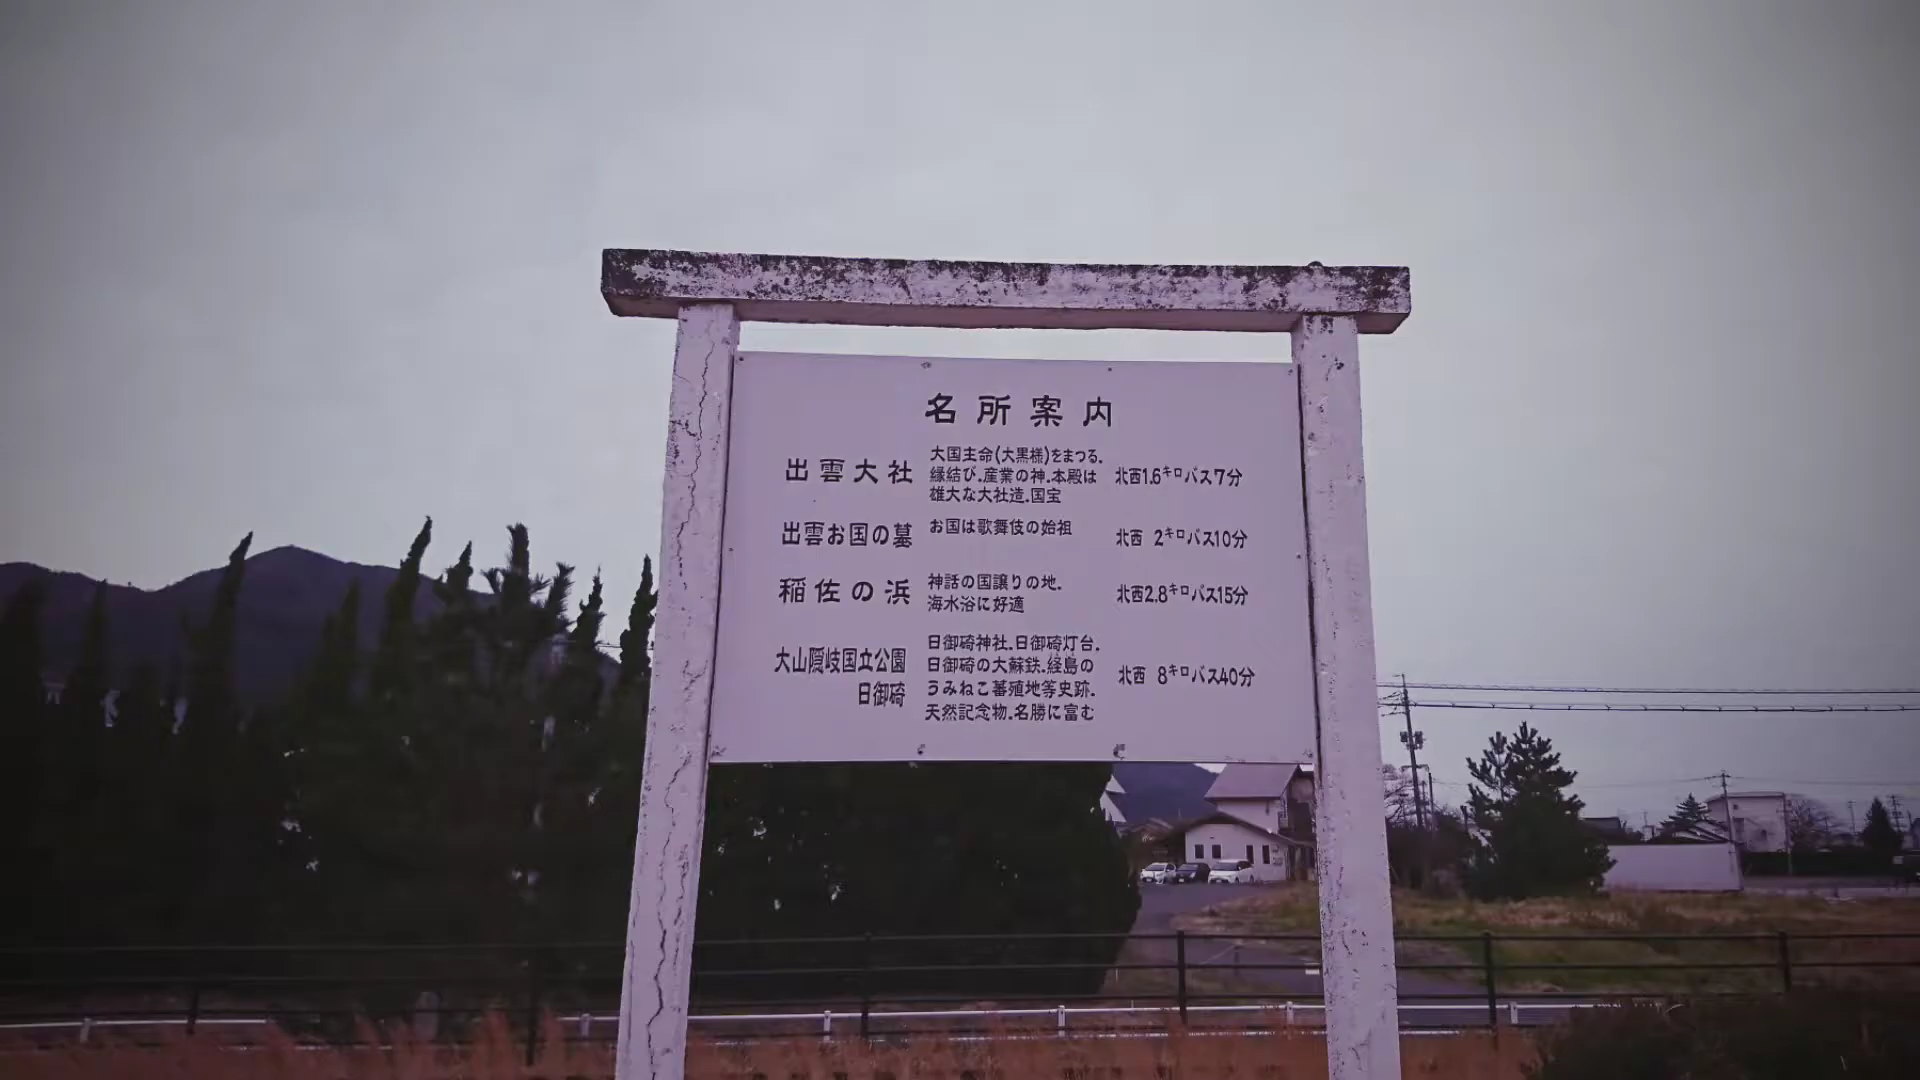 名所案内
出雲大社 大国主命(大黒様)をまつる. 北西1.6キロバス7分
縁結び.産業の神.本殿は
雄大な大社造.国宝
出雲お国の墓 お国は歌舞伎の始祖 北西 2キロバス10分
稲佐の浜 神話の国譲りの地. 北西2.8キロバス15分
海水浴に好適
大山隠岐国立公園 日御碕神社.日御碕灯台. 北西 8キロバス40分
日御碕 日御碕の大蘇鉄.経島の
うみねこ蕃殖地等史跡.
天然記念物.名勝に富む